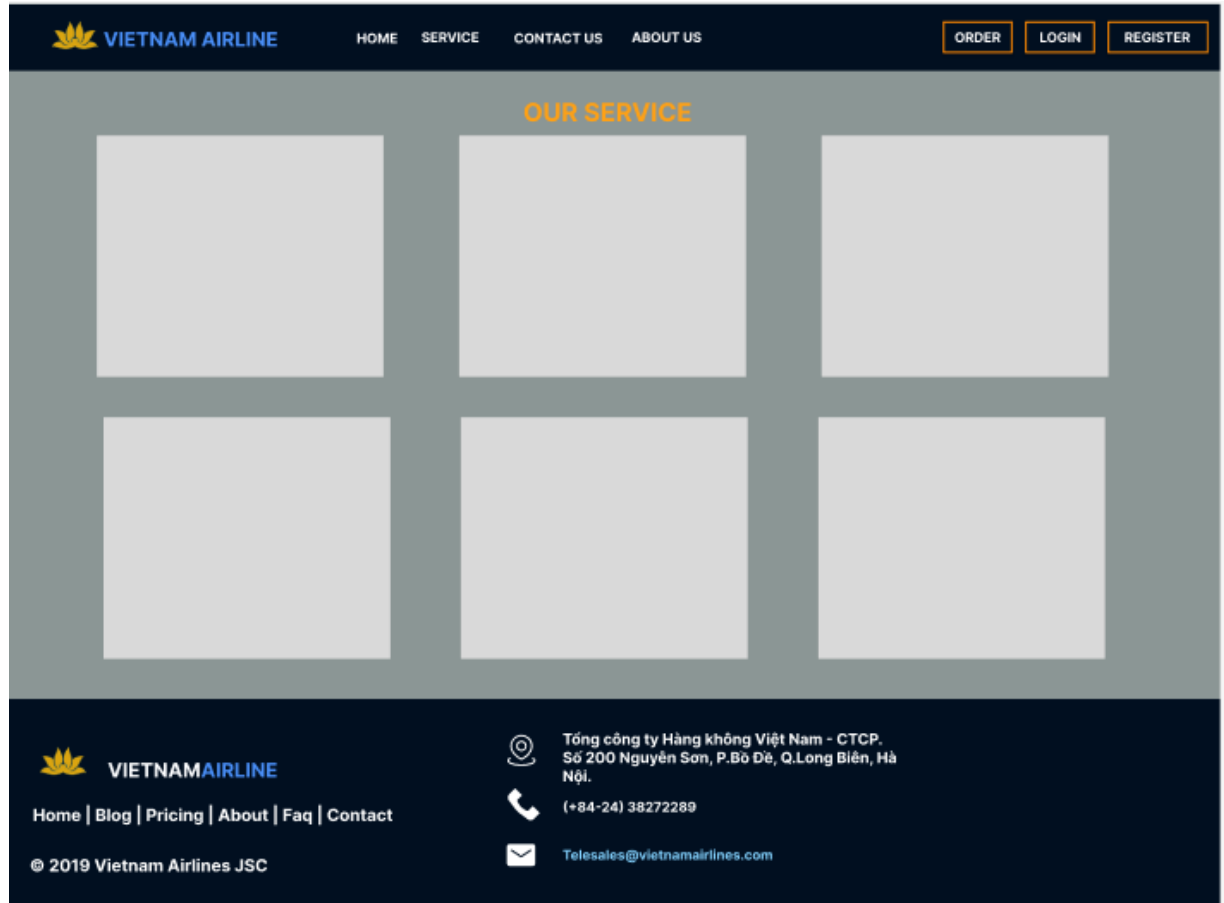 VIETNAM AIRLINE HOME SERVICE CONTACT US ABOUT US ORDER LOGIN REGISTER
OUR SERVICE
VIETNAMAIRLINE
Home | Blog | Pricing | About | Faq | Contact
© 2019 Vietnam Airlines JSC
Tổng công ty Hàng không Việt Nam - CTCP.
Số 200 Nguyễn Sơn, P.Bồ Đề, Q.Long Biên, Hà
Nội.
(+84-24) 38272289
Telesales@vietnamairlines.com